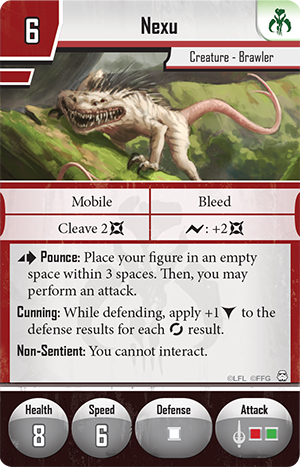 6
Nexu
Creature - Brawler
Mobile
Bleed
Cleave 2
: +2
Pounce: Place your figure in an empty
space within 3 spaces. Then, you may
perform an attack.
Cunning: While defending, apply +1 to the
defense results for each result.
Non-Sentient: You cannot interact.
©LFL ©FFG
Health
Speed
Defense
Attack
8
6